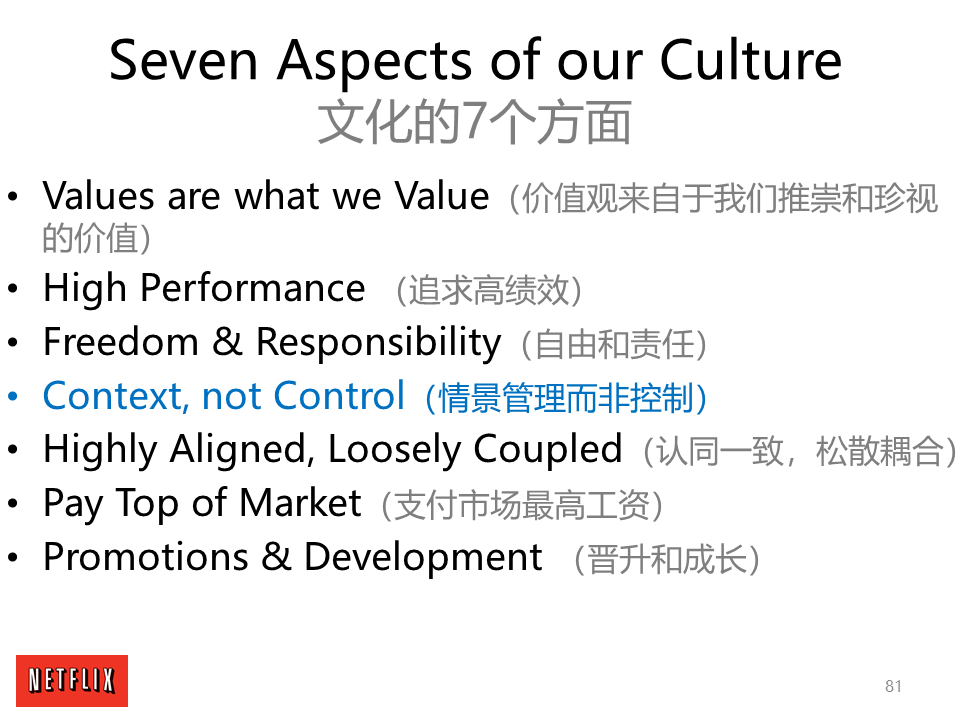 Seven Aspects of our Culture
文化的7个方面
• Values are what we Value（价值观来自于我们推崇和珍视
的价值）
• High Performance （追求高绩效）
• Freedom & Responsibility（自由和责任）
• Context, not Control（情景管理而非控制）
• Highly Aligned, Loosely Coupled（认同一致，松散耦合）
• Pay Top of Market（支付市场最高工资）
• Promotions & Development （晋升和成长）
NETFLIX
81